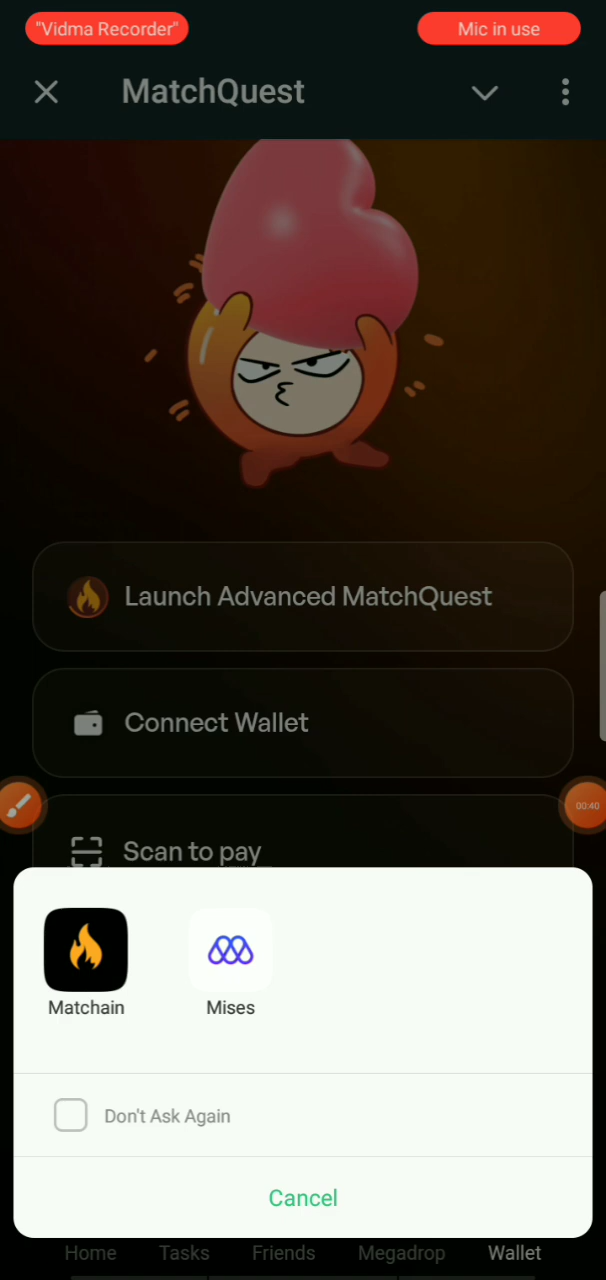 "Vidma Recorder"
Mic in use
MatchQuest
Launch Advanced MatchQuest
Connect Wallet
00:40
Scan to pay
Matchain
Mises
Don't Ask Again
Cancel
Home
Tasks
Friends
Megadrop
Wallet